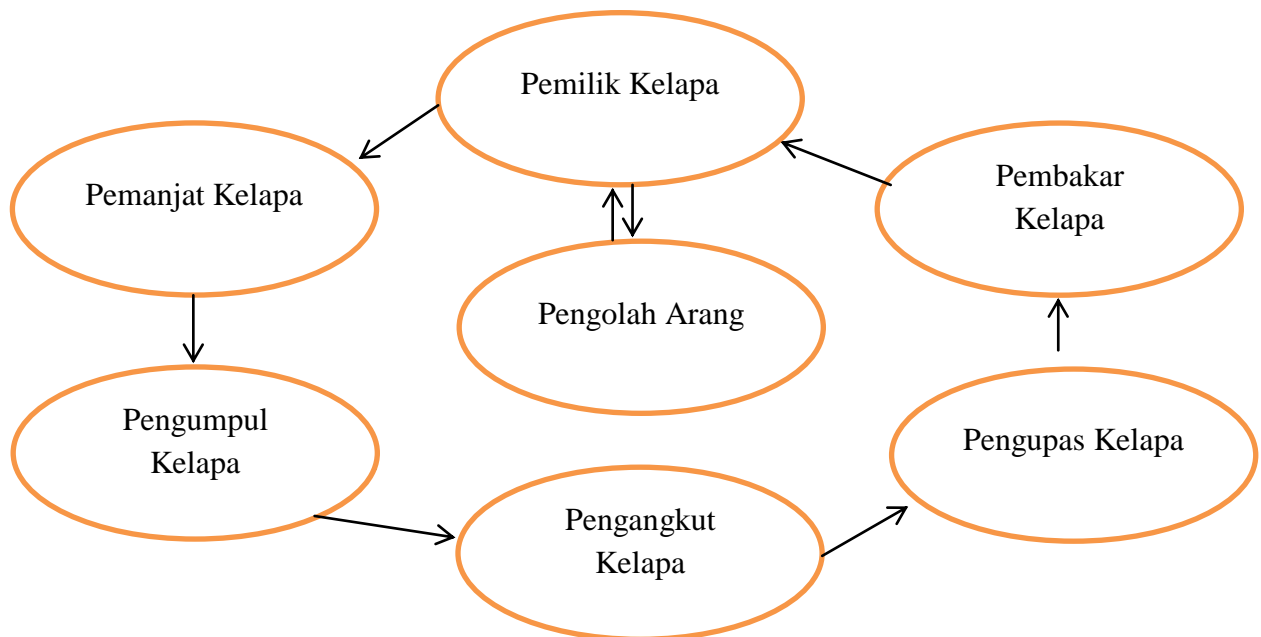 Pemilik Kelapa
Pemanjat Kelapa
Pembakar
Kelapa
Pengolah Arang
Pengumpul
Kelapa
Pengupas Kelapa
Pengangkut
Kelapa